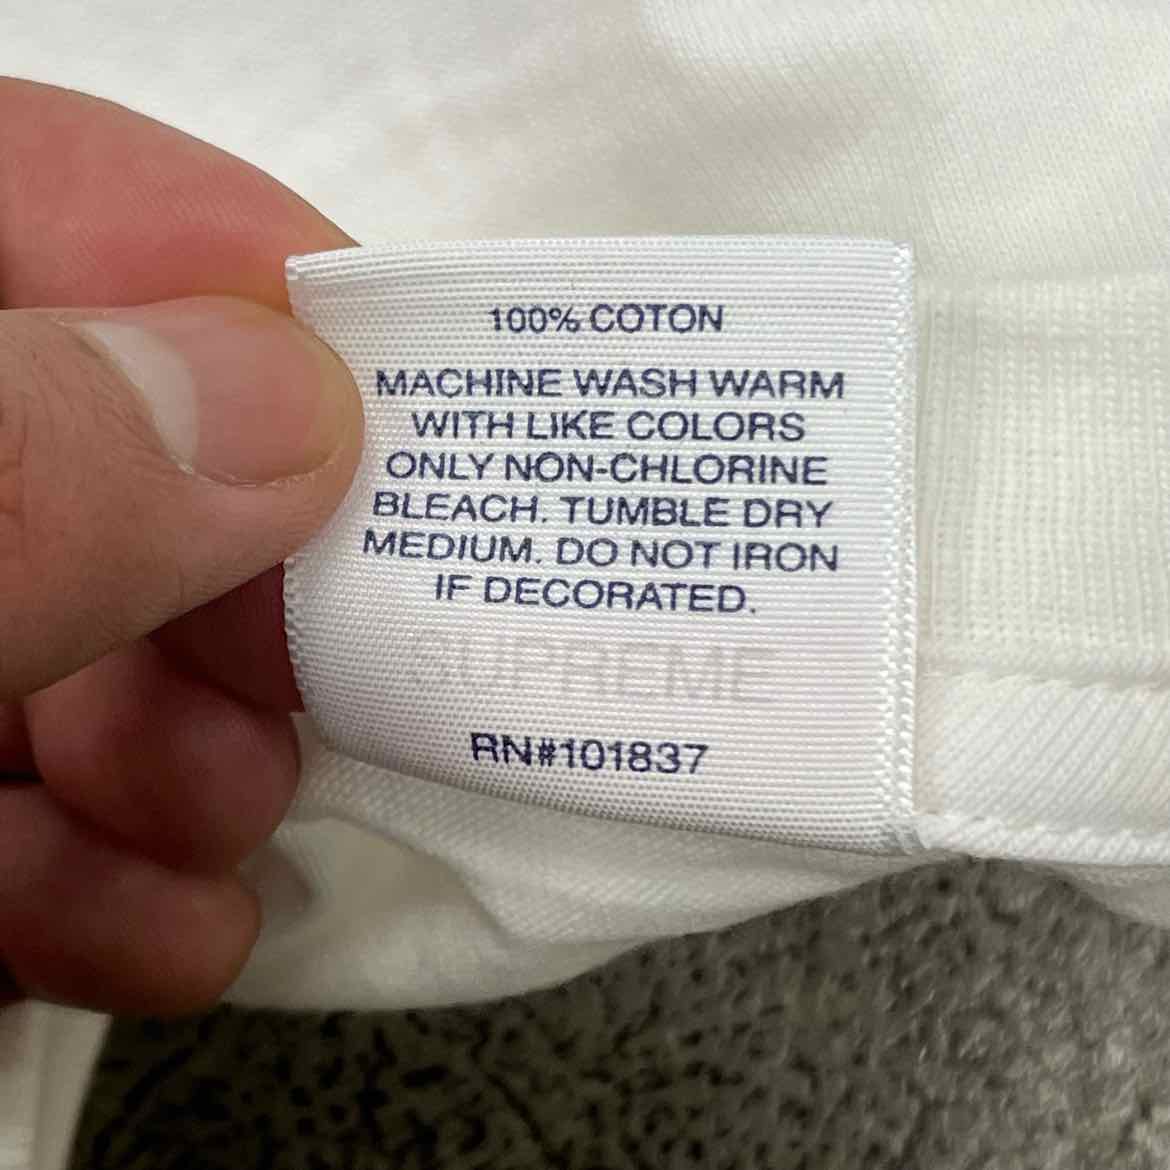 100% COTON
MACHINE WASH WARM
WITH LIKE COLORS
ONLY NON-CHLORINE
BLEACH. TUMBLE DRY
MEDIUM. DO NOT IRON
IF DECORATED.
SUPREME
RN#101837